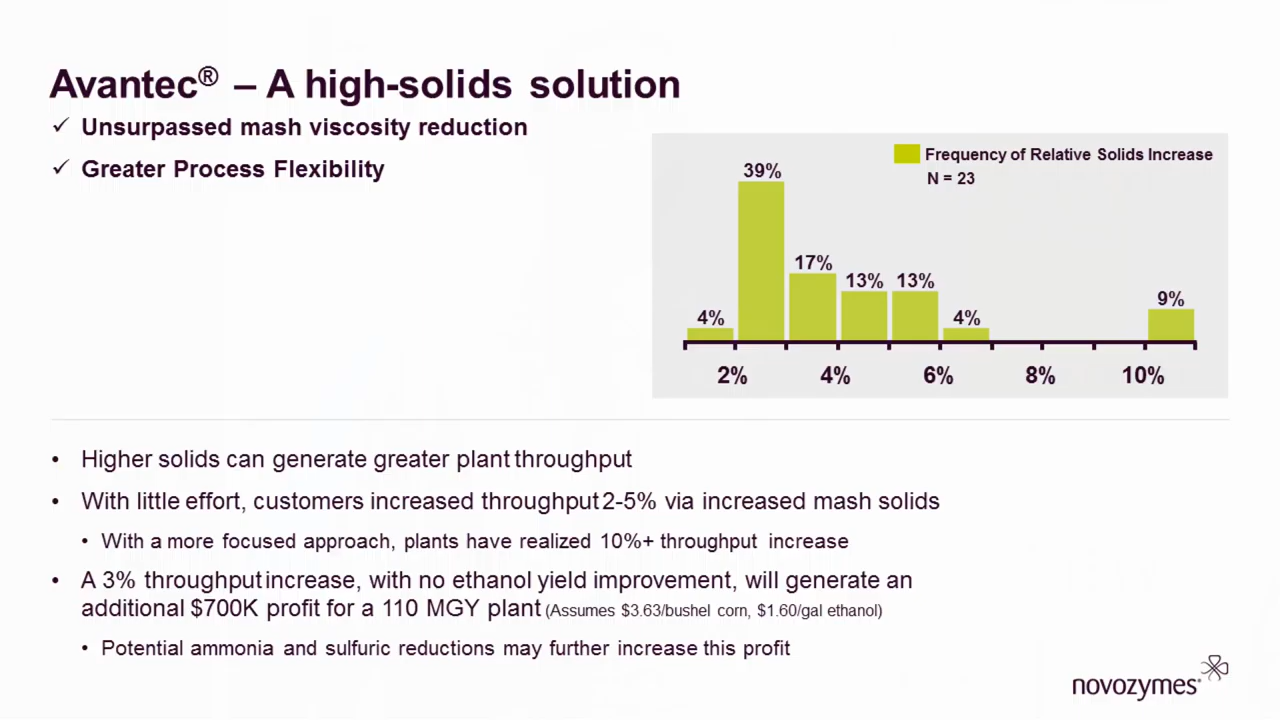 Avantec® – A high-solids solution
✓ Unsurpassed mash viscosity reduction
✓ Greater Process Flexibility
Frequency of Relative Solids Increase
N = 23
39%
17%
13%
13%
9%
4%
4%
2%
4%
6%
8%
10%
• Higher solids can generate greater plant throughput
• With little effort, customers increased throughput 2-5% via increased mash solids
• With a more focused approach, plants have realized 10%+ throughput increase
• A 3% throughput increase, with no ethanol yield improvement, will generate an
additional $700K profit for a 110 MGY plant (Assumes $3.63/bushel corn, $1.60/gal ethanol)
• Potential ammonia and sulfuric reductions may further increase this profit
novozymes